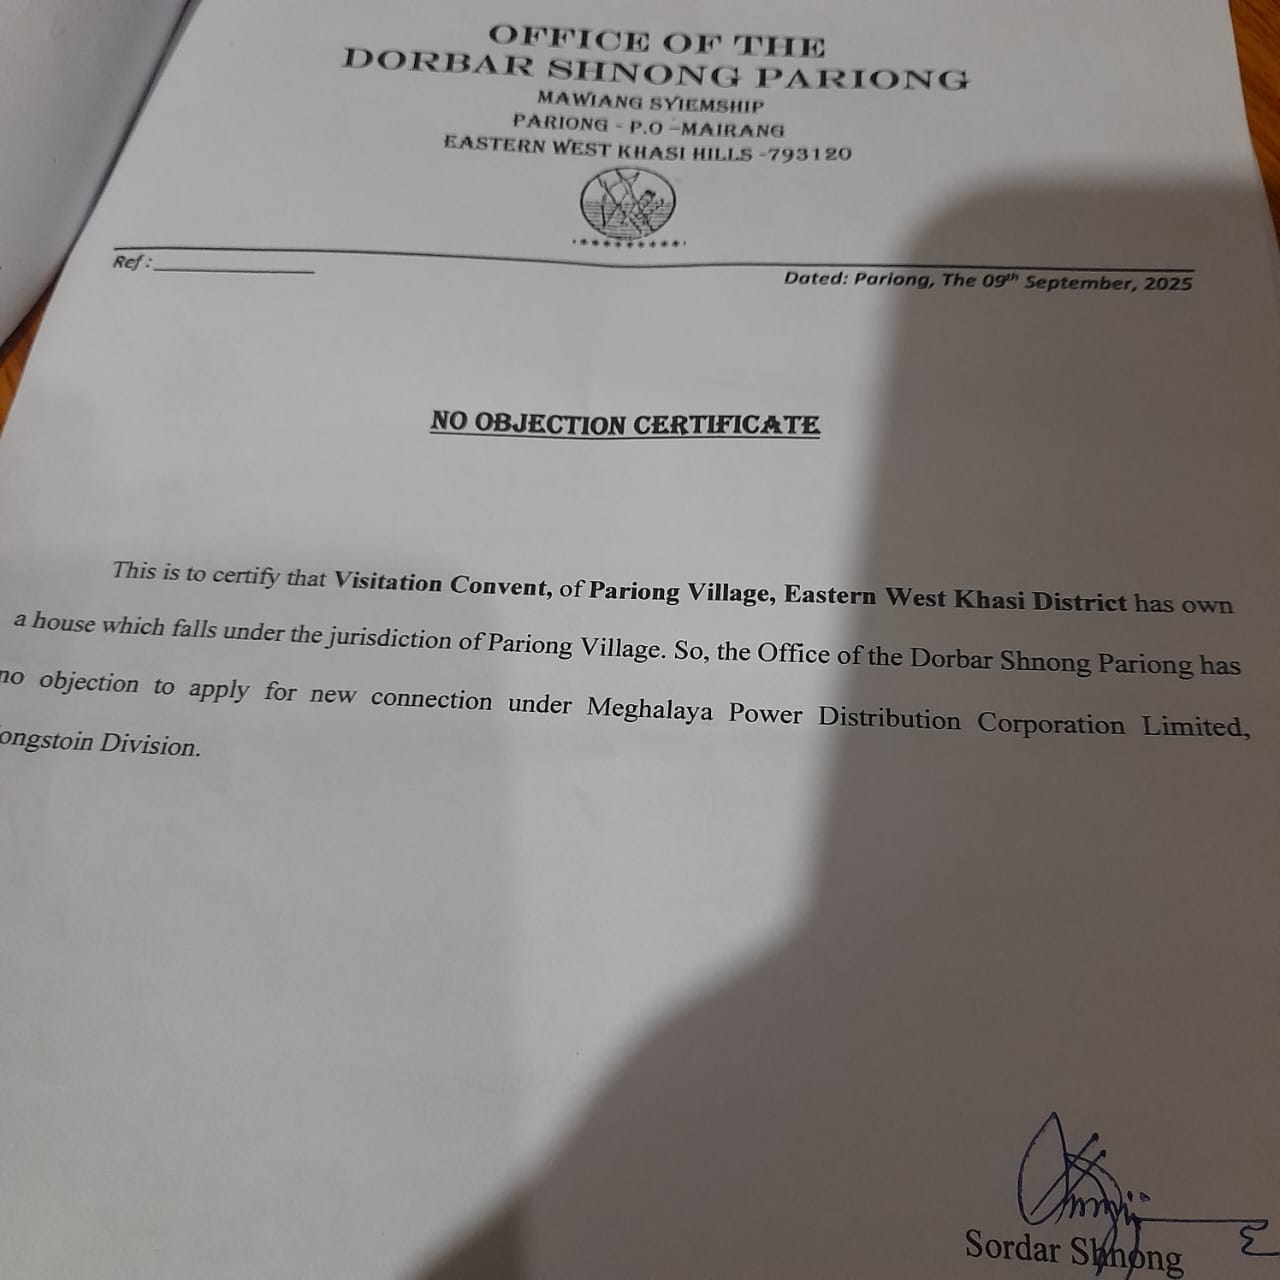 OFFICE OF THE
DORBAR SHNONG PARIONG
MAWIANG SYIEMSHIP
PARIONG - P.O –MAIRANG
EASTERN WEST KHASI HILLS -793120
Ref :
Dated: Pariong, The 09th September, 2025
NO OBJECTION CERTIFICATE
This is to certify that Visitation Convent, of Pariong Village, Eastern West Khasi District has own
a house which falls under the jurisdiction of Pariong Village. So, the Office of the Dorbar Shnong Pariong has
no objection to apply for new connection under Meghalaya Power Distribution Corporation Limited,
ongstoin Division.
Sordar Shnong